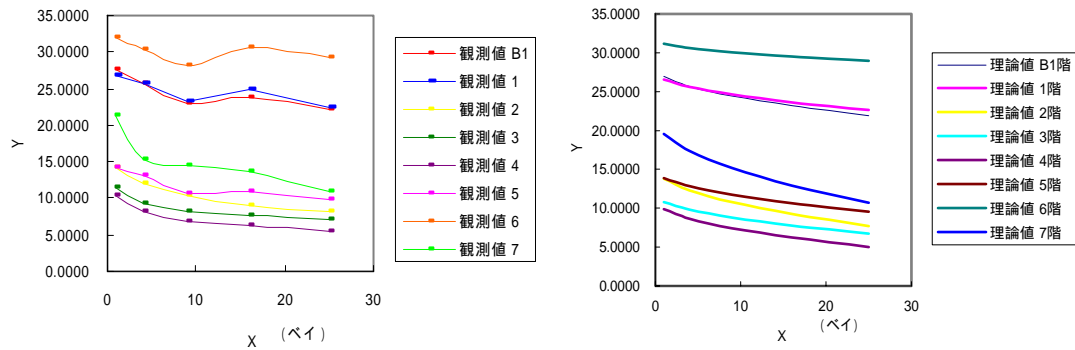 35.0000
30.0000
25.0000
20.0000
15.0000
10.0000
5.0000
0.0000
Y
0
10
20
30
X
(ベイ)
観測値 B1
観測値 1
観測値 2
観測値 3
観測値 4
観測値 5
観測値 6
観測値 7
35.0000
30.0000
25.0000
20.0000
15.0000
10.0000
5.0000
0.0000
Y
0
10
20
30
X
(ベイ)
理論値 B1階
理論値 1階
理論値 2階
理論値 3階
理論値 4階
理論値 5階
理論値 6階
理論値 7階